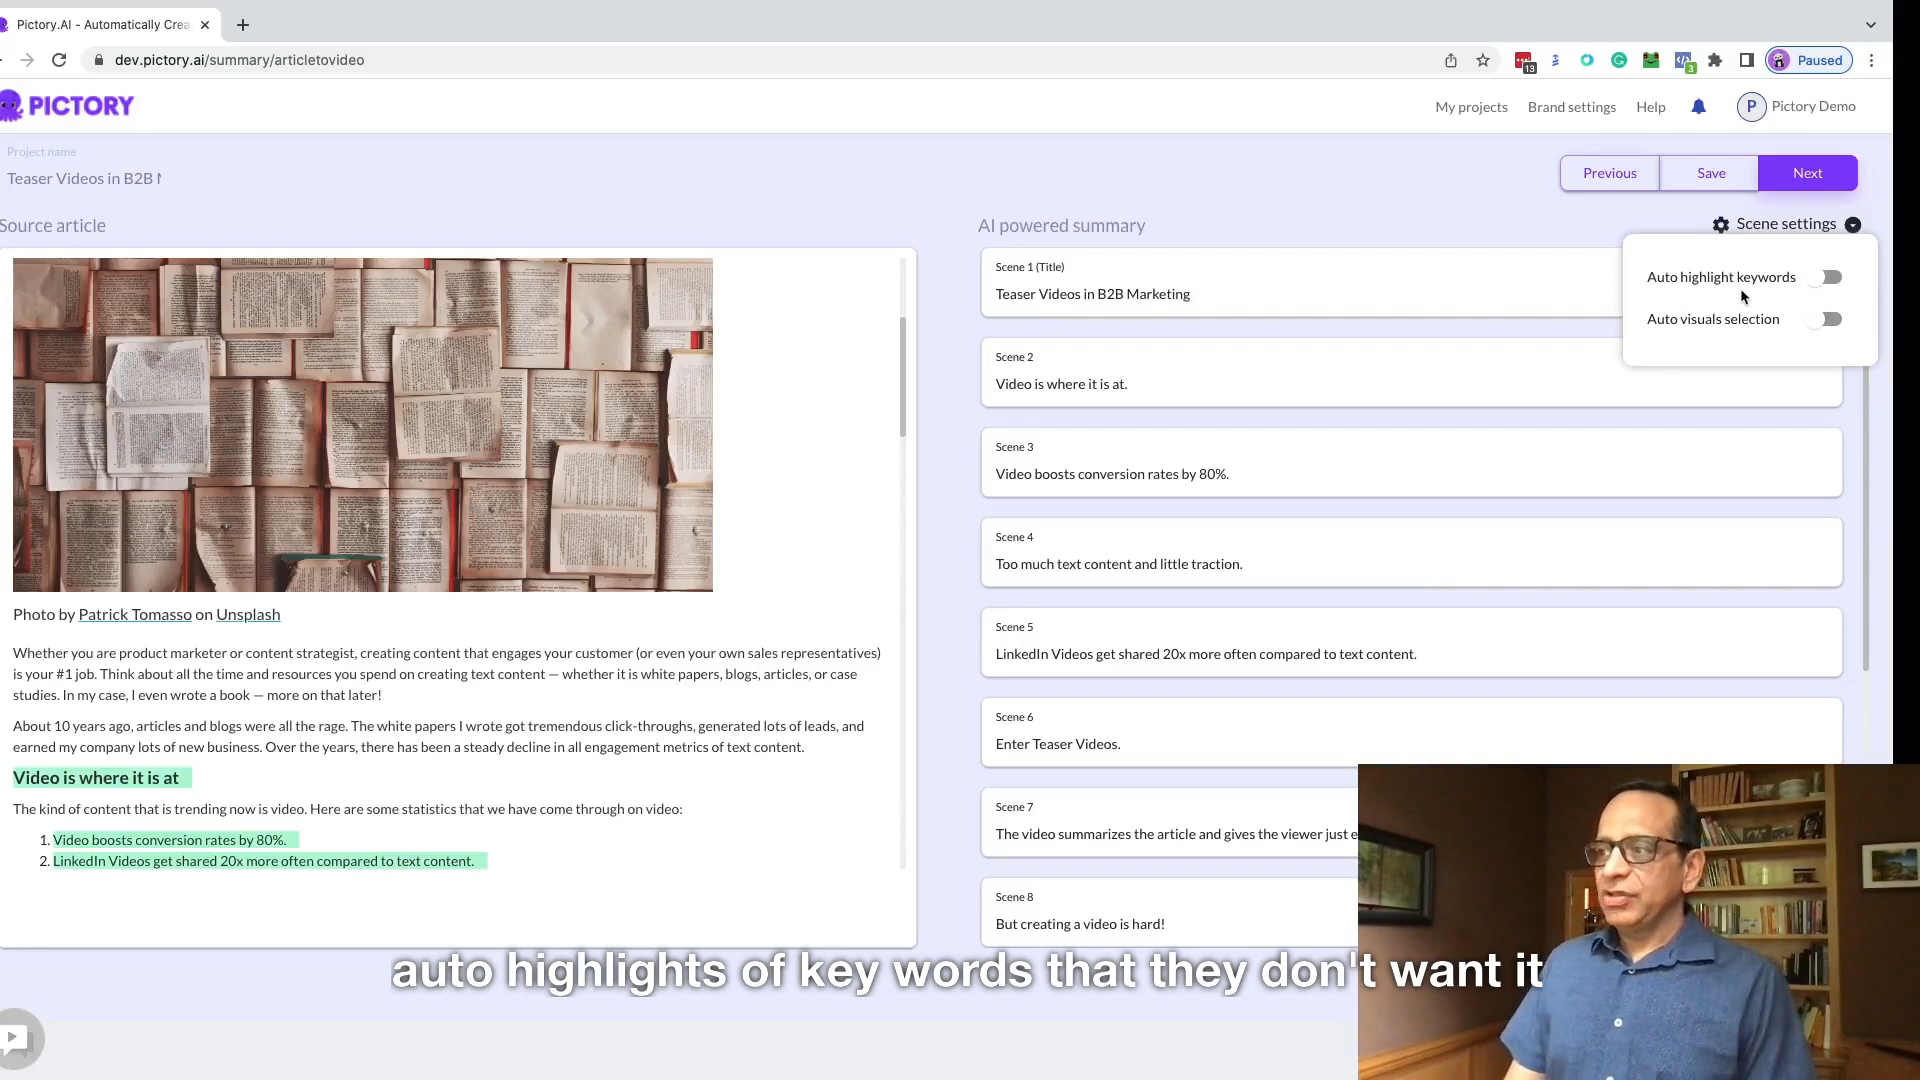 Pictory.AI - Automatically Crea
dev.pictory.ai/summary/articletovideo
13
3
Paused
PICTORY
My projects
Brand settings
Help
P
Pictory Demo
Project name
Teaser Videos in B2B M
Previous
Save
Next
Source article
Photo by Patrick Tomasso on Unsplash
Whether you are product marketer or content strategist, creating content that engages your customer (or even your own sales representatives)
is your #1 job. Think about all the time and resources you spend on creating text content — whether it is white papers, blogs, articles, or case
studies. In my case, I even wrote a book — more on that later!
About 10 years ago, articles and blogs were all the rage. The white papers I wrote got tremendous click-throughs, generated lots of leads, and
earned my company lots of new business. Over the years, there has been a steady decline in all engagement metrics of text content.
Video is where it is at
The kind of content that is trending now is video. Here are some statistics that we have come through on video:
1. Video boosts conversion rates by 80%.
2. LinkedIn Videos get shared 20x more often compared to text content.
AI powered summary
Scene settings
Auto highlight keywords
Auto visuals selection
Scene 1 (Title)
Teaser Videos in B2B Marketing
Scene 2
Video is where it is at.
Scene 3
Video boosts conversion rates by 80%.
Scene 4
Too much text content and little traction.
Scene 5
LinkedIn Videos get shared 20x more often compared to text content.
Scene 6
Enter Teaser Videos.
Scene 7
The video summarizes the article and gives the viewer just e
Scene 8
But creating a video is hard!
auto highlights of key words that they don't want it